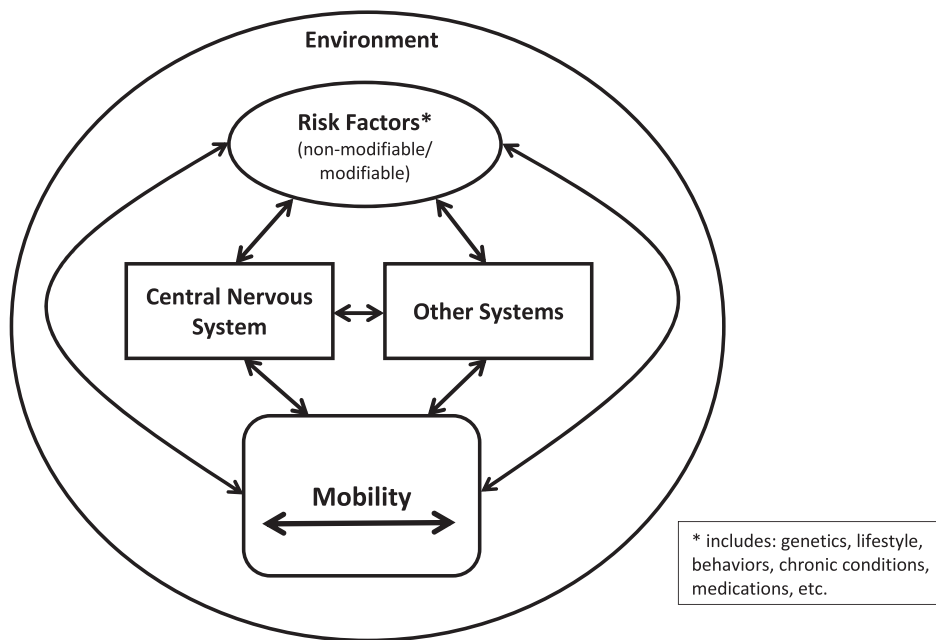 Environment
Risk Factors*
(non-modifiable/
modifiable)
Central Nervous
System
Other Systems
Mobility
* includes: genetics, lifestyle,
behaviors, chronic conditions,
medications, etc.